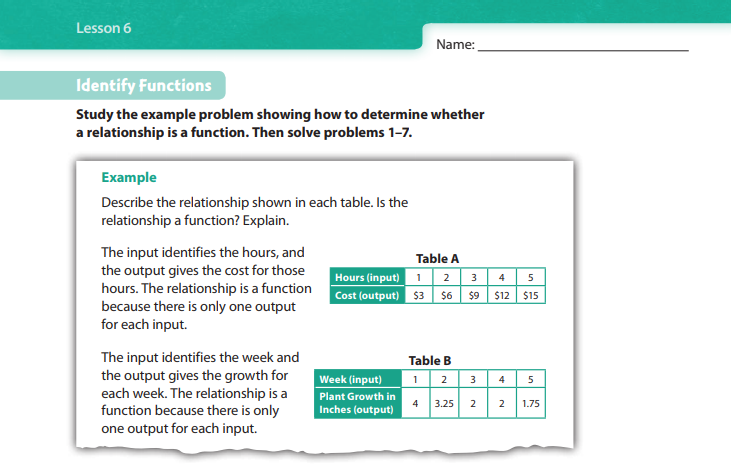 Lesson 6
Name:
Identify Functions
Study the example problem showing how to determine whether
a relationship is a function. Then solve problems 1–7.
Example
Describe the relationship shown in each table. Is the
relationship a function? Explain.
The input identifies the hours, and
the output gives the cost for those
hours. The relationship is a function
because there is only one output
for each input.
Table A
Hours (input) 1 2 3 4 5
Cost (output) $3 $6 $9 $12 $15
The input identifies the week and
the output gives the growth for
each week. The relationship is a
function because there is only
one output for each input.
Table B
Week (input) 1 2 3 4 5
Plant Growth in
Inches (output) 4 3.25 2 2 1.75